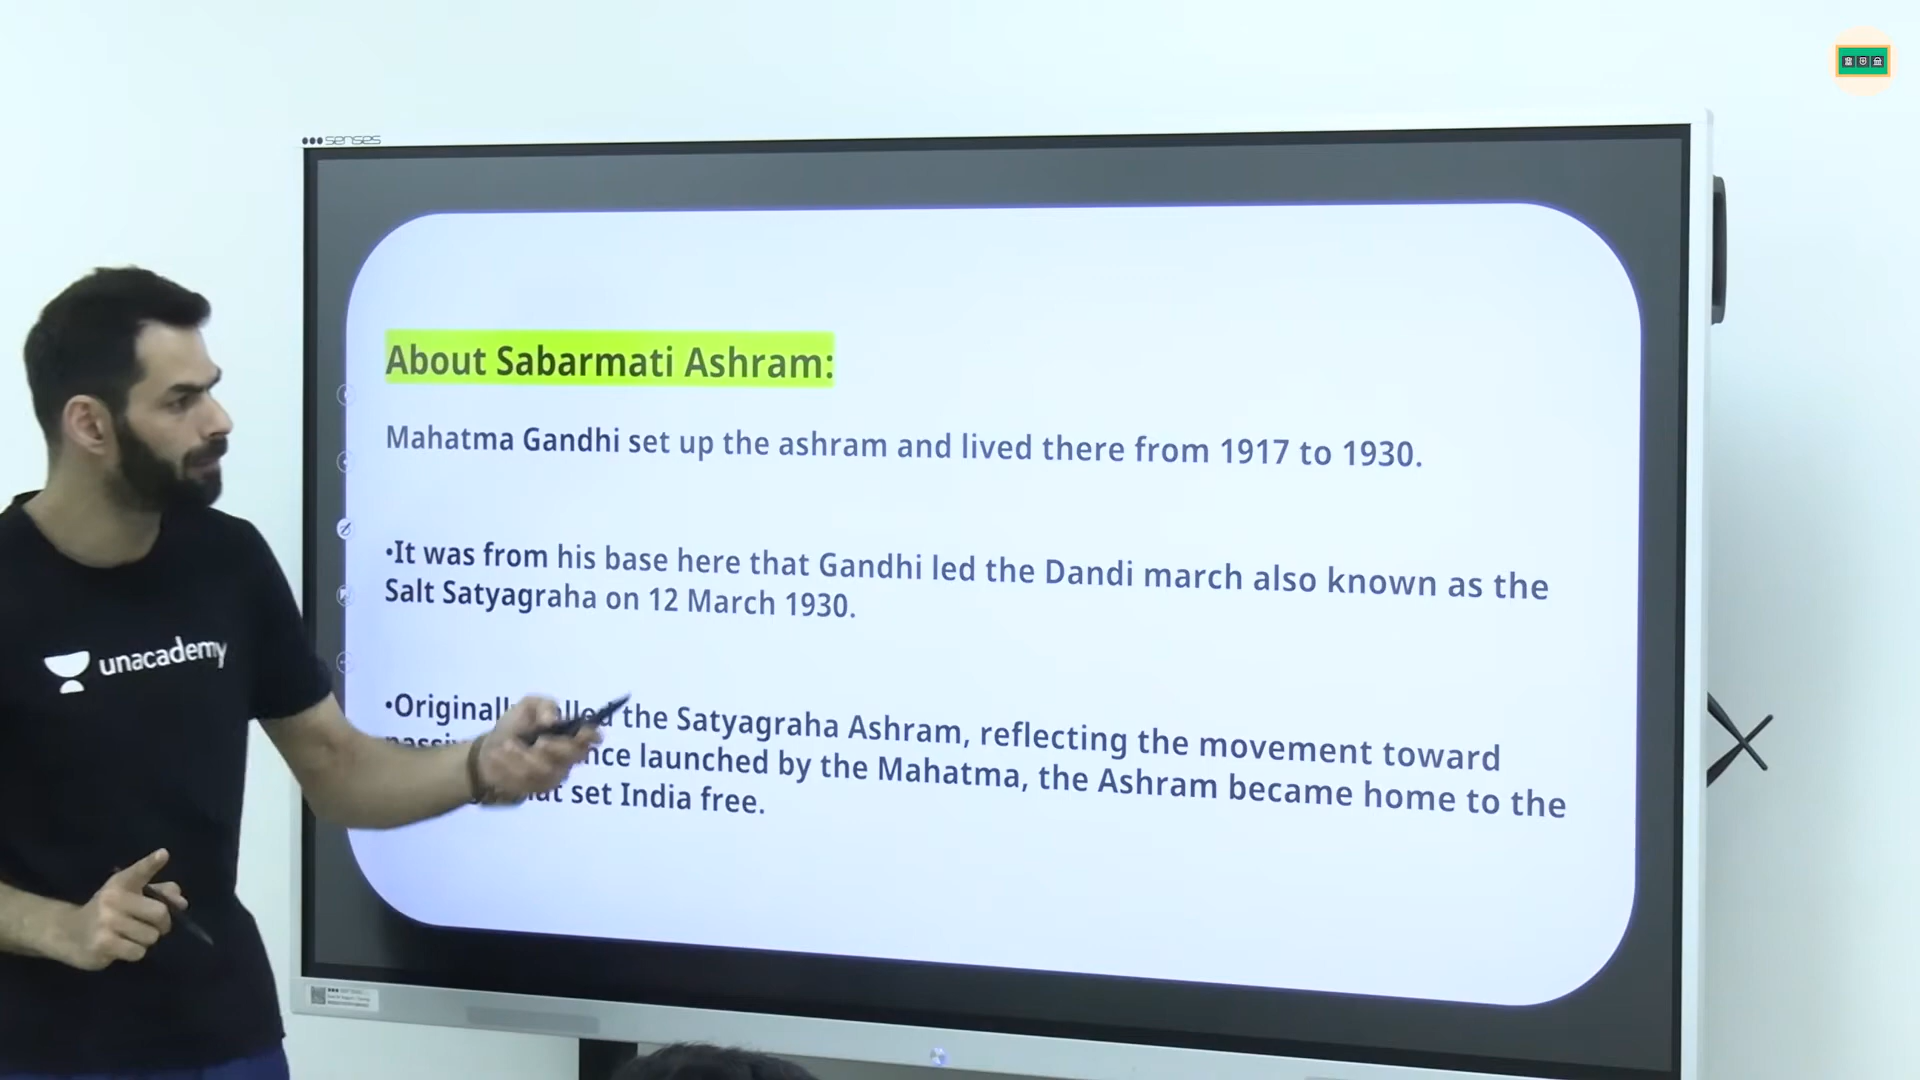 senses
About Sabarmati Ashram:
Mahatma Gandhi set up the ashram and lived there from 1917 to 1930.
•It was from his base here that Gandhi led the Dandi march also known as the
Salt Satyagraha on 12 March 1930.
•Originally the Satyagraha Ashram, reflecting the movement toward
launched by the Mahatma, the Ashram became home to the
set India free.
unacademy